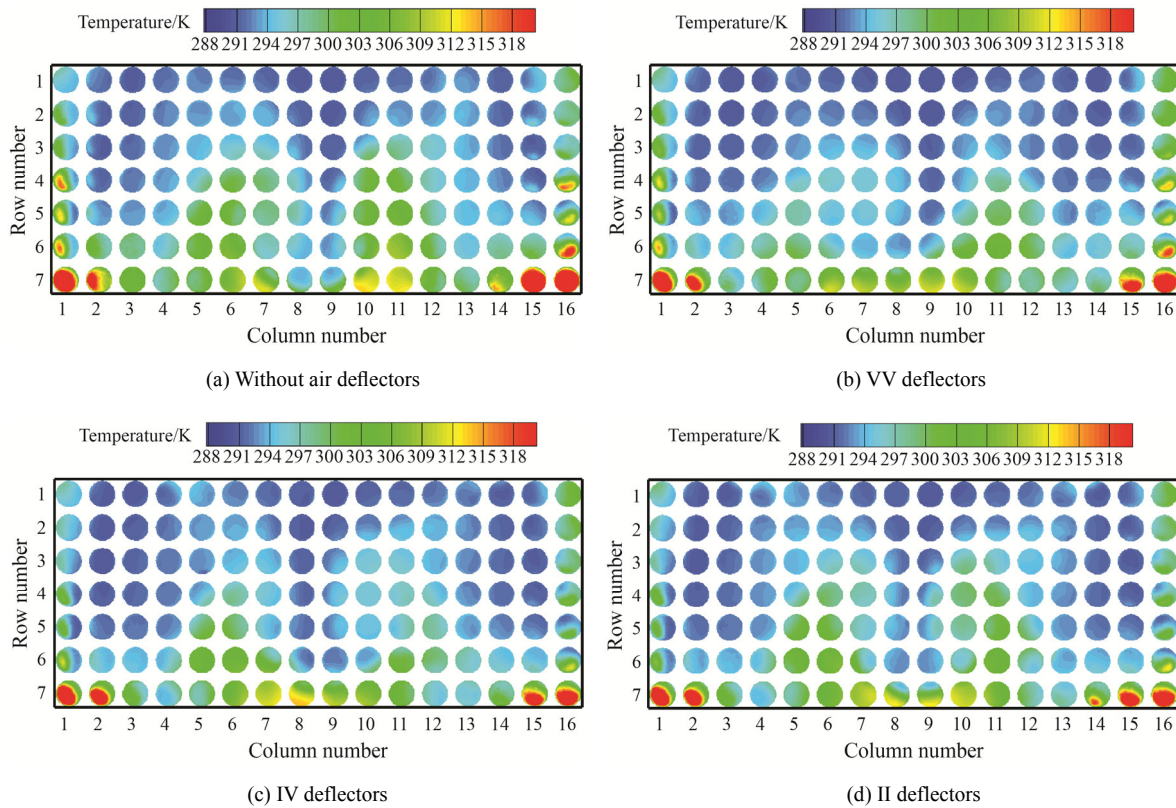 Temperature/K
288 291 294 297 300 303 306 309 312 315 318
Row number
1
2
3
4
5
6
7
1 2 3 4 5 6 7 8 9 10 11 12 13 14 15 16
Column number
(a) Without air deflectors
Temperature/K
288 291 294 297 300 303 306 309 312 315 318
Row number
1
2
3
4
5
6
7
1 2 3 4 5 6 7 8 9 10 11 12 13 14 15 16
Column number
(b) VV deflectors
Temperature/K
288 291 294 297 300 303 306 309 312 315 318
Row number
1
2
3
4
5
6
7
1 2 3 4 5 6 7 8 9 10 11 12 13 14 15 16
Column number
(c) IV deflectors
Temperature/K
288 291 294 297 300 303 306 309 312 315 318
Row number
1
2
3
4
5
6
7
1 2 3 4 5 6 7 8 9 10 11 12 13 14 15 16
Column number
(d) II deflectors